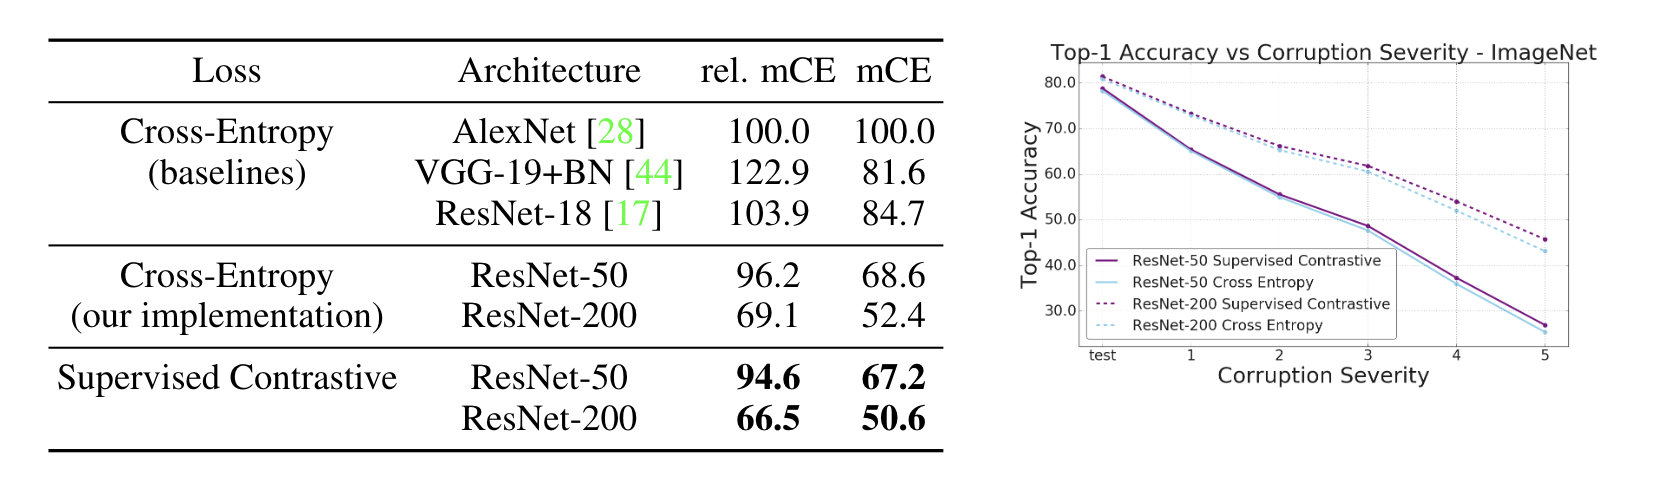 Loss Architecture rel. mCE mCE
Cross-Entropy AlexNet [28] 100.0 100.0
(baselines) VGG-19+BN [44] 122.9 81.6
ResNet-18 [17] 103.9 84.7
Cross-Entropy ResNet-50 96.2 68.6
(our implementation) ResNet-200 69.1 52.4
Supervised Contrastive ResNet-50 94.6 67.2
ResNet-200 66.5 50.6
Top-1 Accuracy vs Corruption Severity - ImageNet
Top-1 Accuracy
80.0
70.0
60.0
50.0
40.0
30.0
ResNet-50 Supervised Contrastive
ResNet-50 Cross Entropy
ResNet-200 Supervised Contrastive
ResNet-200 Cross Entropy
test 1 2 3 4 5
Corruption Severity